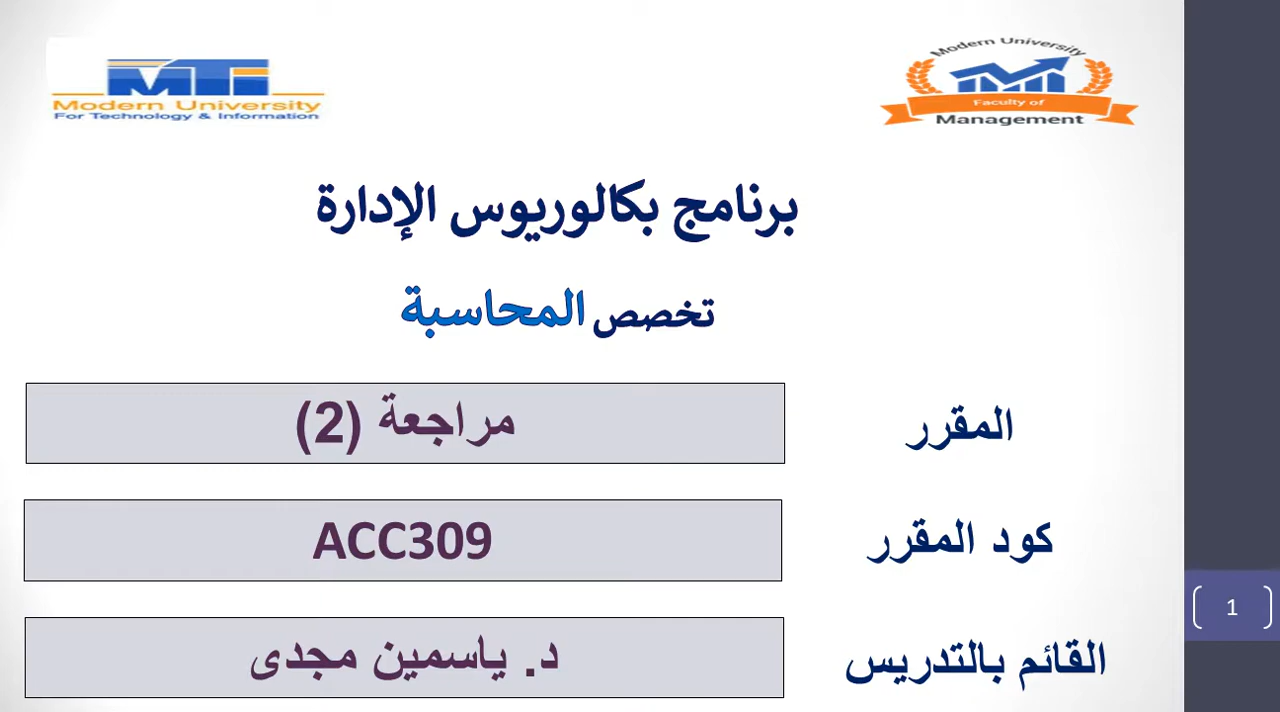 MTI
Modern University
For Technology & Information
Modern University
Faculty of
Management
برنامج بكالوريوس الإدارة
تخصص المحاسبة
المقرر
مراجعة (2)
كود المقرر
ACC309
القائم بالتدريس
د. ياسمين مجدى
1